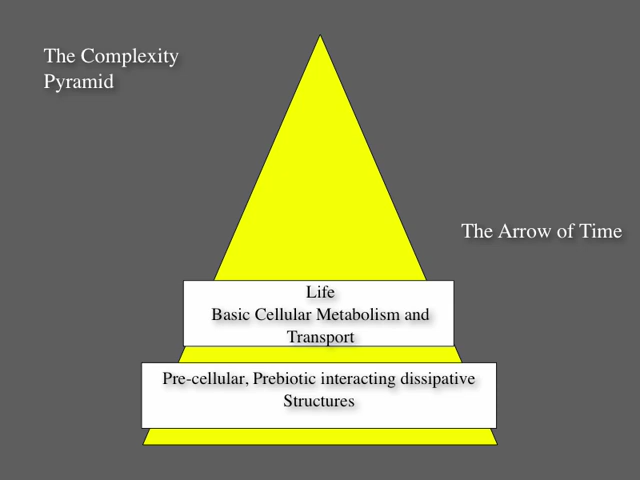 The Complexity
Pyramid
The Arrow of Time
Life
Basic Cellular Metabolism and
Transport
Pre-cellular, Prebiotic interacting dissipative
Structures